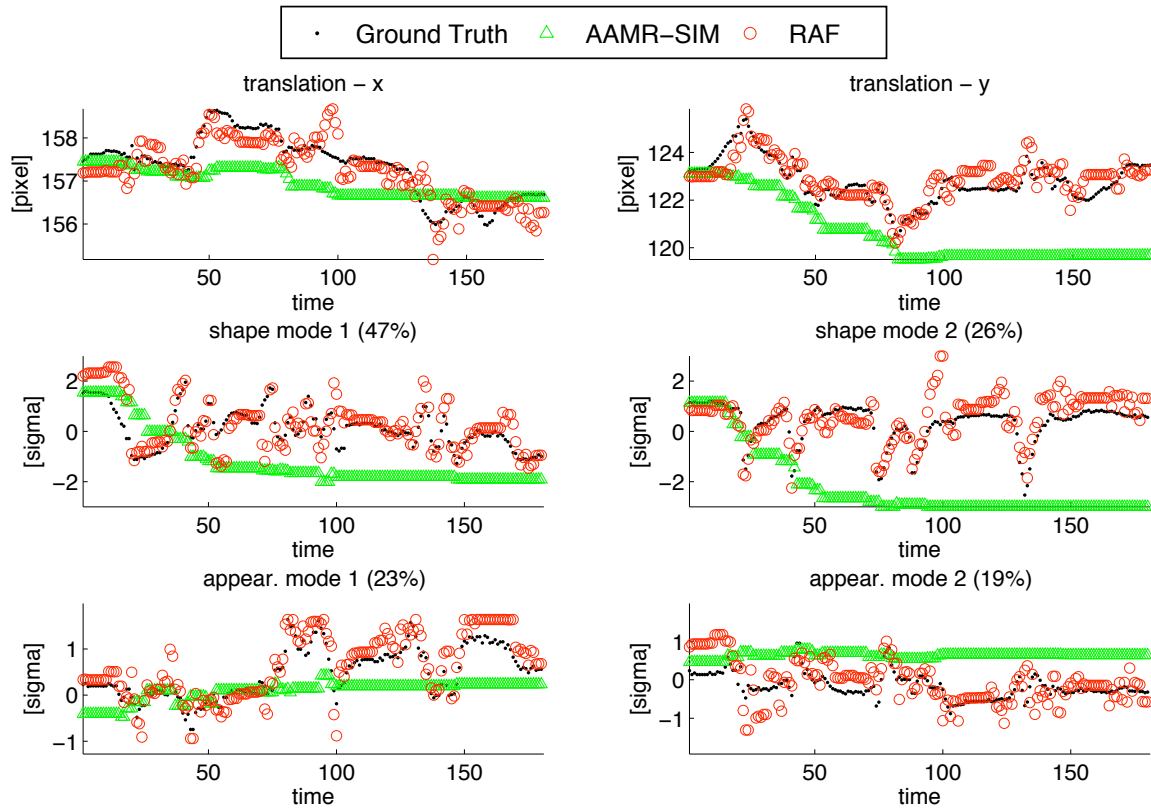 Ground Truth AAMR−SIM RAF
translation − x
translation − y
158
157
156
[pixel]
50 100 150
time
124
122
120
[pixel]
50 100 150
time
shape mode 1 (47%)
shape mode 2 (26%)
2
0
−2
[sigma]
50 100 150
time
2
0
−2
[sigma]
50 100 150
time
appear. mode 1 (23%)
appear. mode 2 (19%)
1
0
−1
[sigma]
50 100 150
time
1
0
−1
[sigma]
50 100 150
time